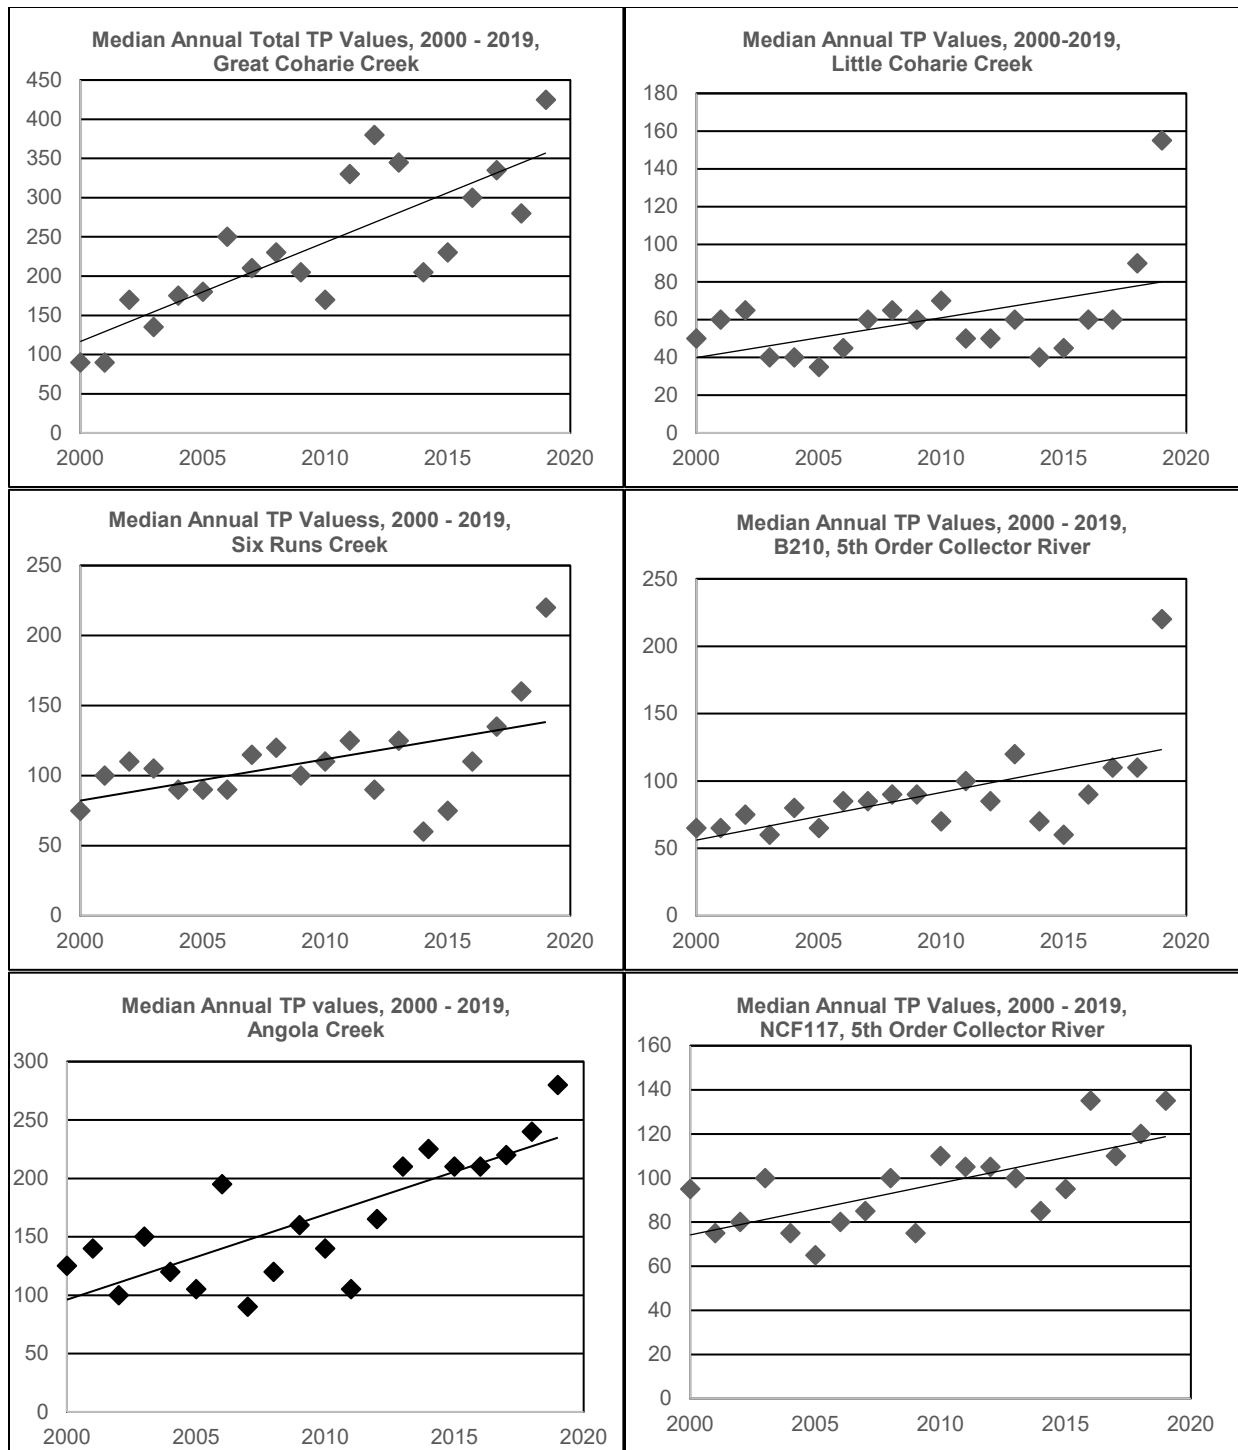 Median Annual Total TP Values, 2000 - 2019,
Great Coharie Creek
450
400
350
300
250
200
150
100
50
0
2000 2005 2010 2015 2020
Median Annual TP Values, 2000-2019,
Little Coharie Creek
180
160
140
120
100
80
60
40
20
0
2000 2005 2010 2015 2020
Median Annual TP Valuess, 2000 - 2019,
Six Runs Creek
250
200
150
100
50
0
2000 2005 2010 2015 2020
Median Annual TP Values, 2000 - 2019,
B210, 5th Order Collector River
250
200
150
100
50
0
2000 2005 2010 2015 2020
Median Annual TP values, 2000 - 2019,
Angola Creek
300
250
200
150
100
50
0
2000 2005 2010 2015 2020
Median Annual TP Values, 2000 - 2019,
NCF117, 5th Order Collector River
160
140
120
100
80
60
40
20
0
2000 2005 2010 2015 2020